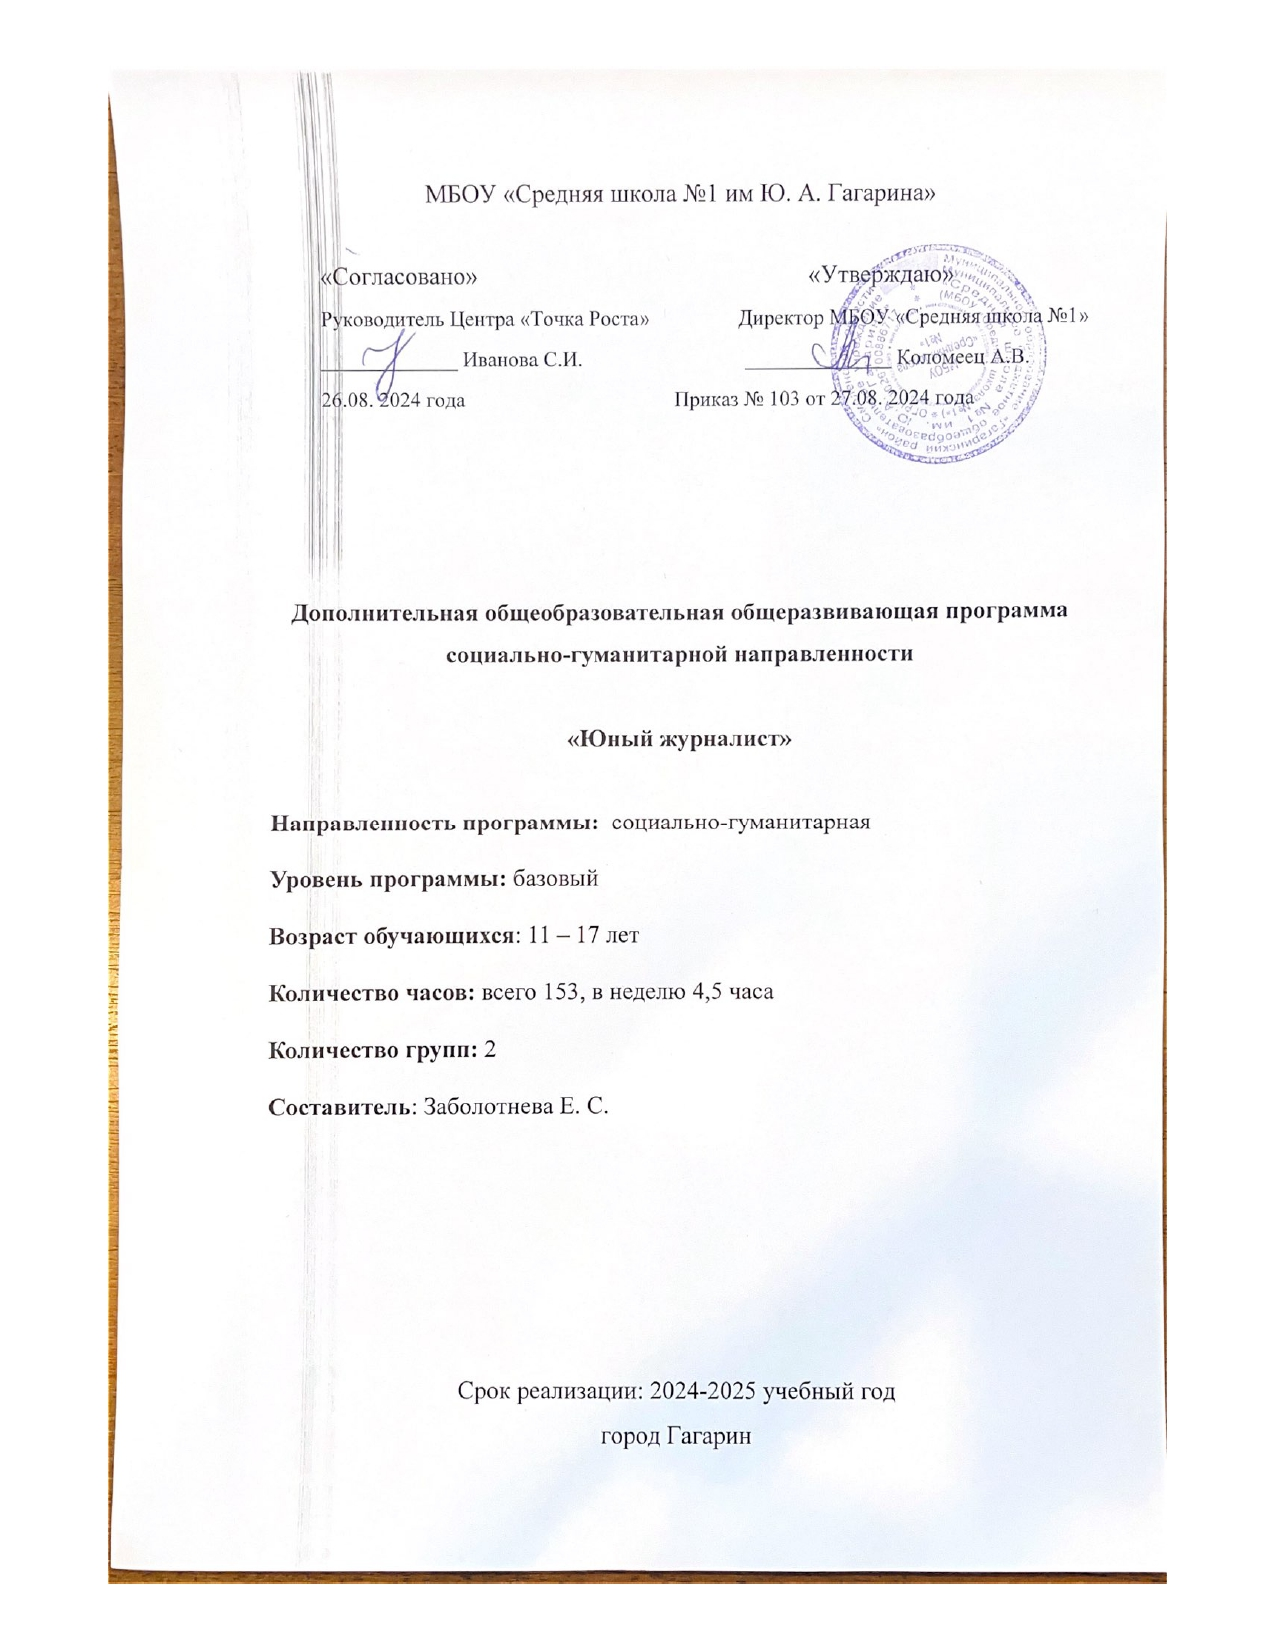 МБОУ «Средняя школа №1 им Ю. А. Гагарина»
«Согласовано» «Утверждаю»
Руководитель Центра «Точка Роста» Директор МБОУ «Средняя школа №1»
______________ Иванова С.И. ______________ Коломеец А.В.
26.08. 2024 года Приказ № 103 от 27.08. 2024 года
Дополнительная общеобразовательная общеразвивающая программа
социально-гуманитарной направленности
«Юный журналист»
Направленность программы: социально-гуманитарная
Уровень программы: базовый
Возраст обучающихся: 11 – 17 лет
Количество часов: всего 153, в неделю 4,5 часа
Количество групп: 2
Составитель: Заболотнева Е. С.
Срок реализации: 2024-2025 учебный год
город Гагарин